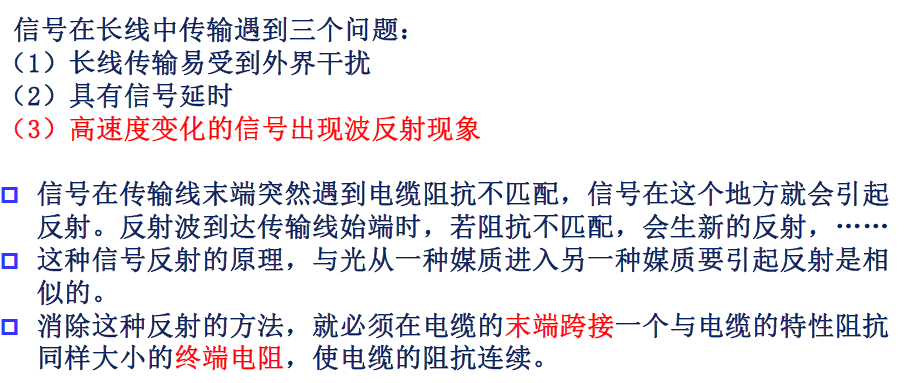 信号在长线中传输遇到三个问题：
（1）长线传输易受到外界干扰
（2）具有信号延时
（3）高速度变化的信号出现波反射现象
信号在传输线末端突然遇到电缆阻抗不匹配，信号在这个地方就会引起
反射。反射波到达传输线始端时，若阻抗不匹配，会生新的反射，……
这种信号反射的原理，与光从一种媒质进入另一种媒质要引起反射是相
似的。
消除这种反射的方法，就必须在电缆的末端跨接一个与电缆的特性阻抗
同样大小的终端电阻，使电缆的阻抗连续。